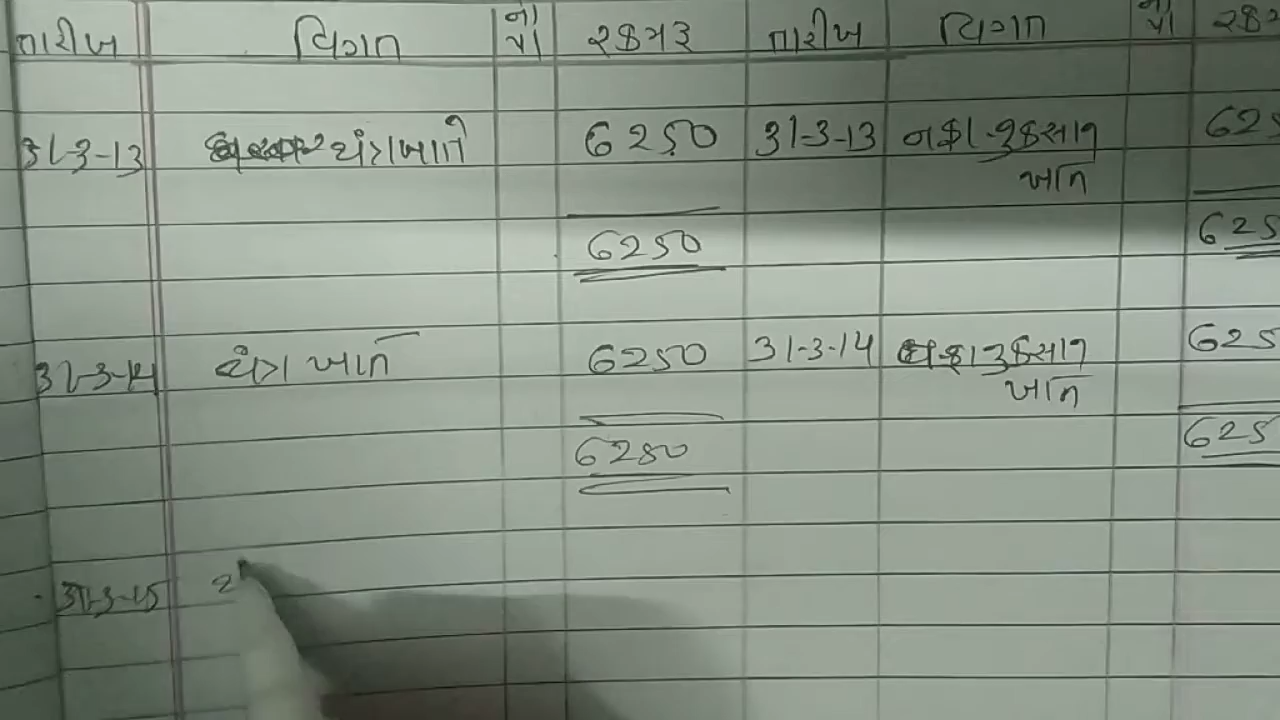 તારીખ વિગત નો પા રકમ રૂ તારીખ વિગત નો પા રકમ
31-3-13 યંત્ર ખાતે 6250 31-3-13 નફા નુકસાન 625
ખાતે
6250 625
31-3-14 યંત્ર ખાતે 6250 31-3-14 નફા નુકસાન 625
ખાતે
6250 625
31-3-15